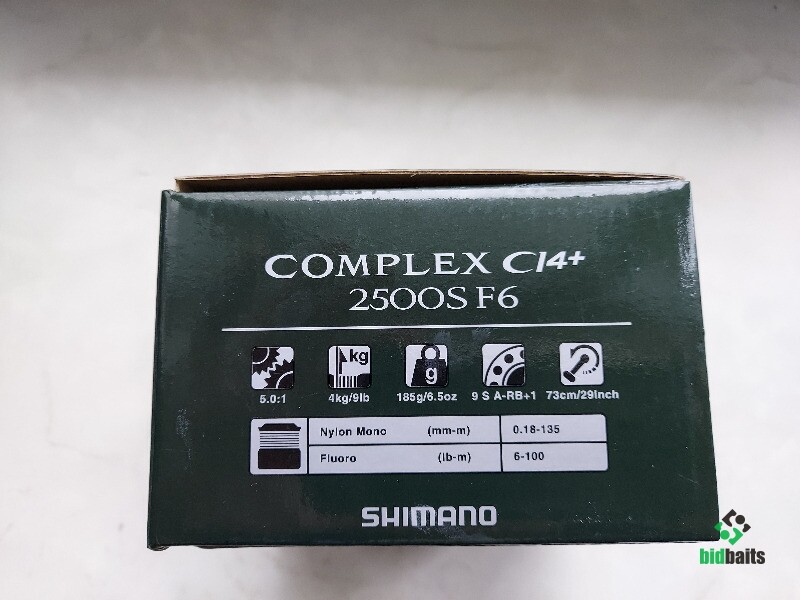 COMPLEX CI4+
2500S F6
kg
g
5.0:1 4kg/9lb 185g/6.5oz 9 S A-RB+1 73cm/29inch
Nylon Mono (mm-m) 0.18-135
Fluoro (lb-m) 6-100
SHIMANO
bidbaits